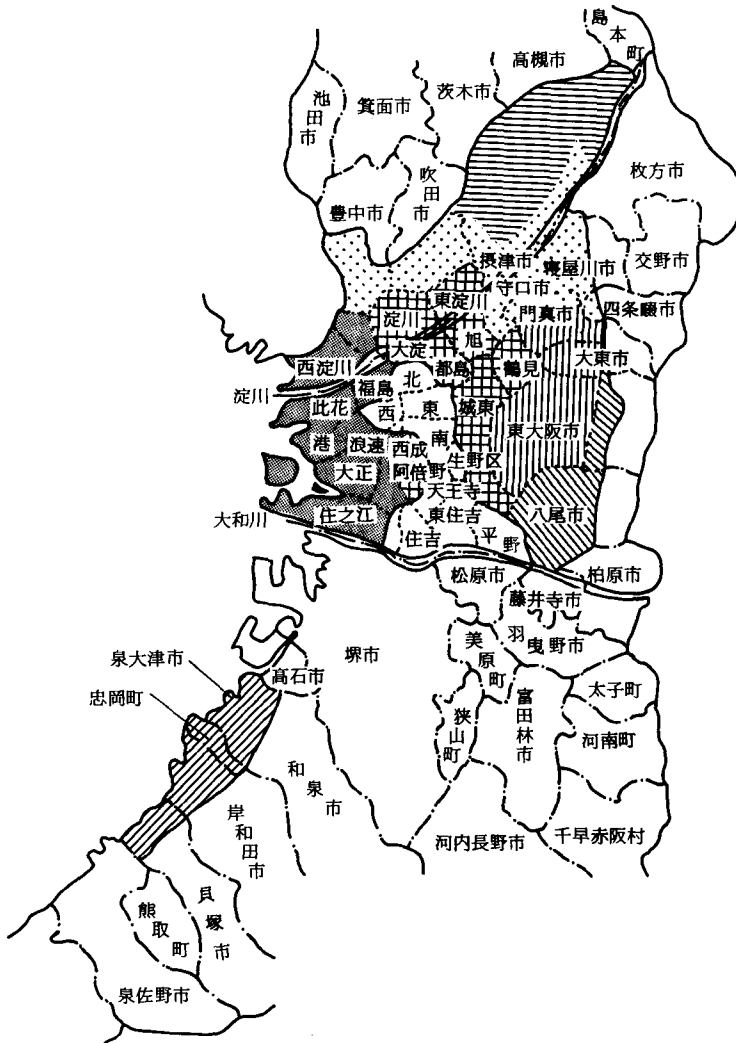 島本町
高槻市
茨木市
箕面市
池田市
吹田市
豊中市
枚方市
摂津市
寝屋川市
交野市
守口市
東淀川
淀川
門真市
四条畷市
旭
大淀
大東市
西淀川
都島
鶴見
北
福島
淀川
此花
西
東
城東
東大阪市
港
浪速
南
西成
生野区
大正
阿倍野
天王寺
八尾市
大和川
住之江
東住吉
住吉
平野
松原市
柏原市
藤井寺市
羽曳野市
美原町
堺市
泉大津市
高石市
忠岡町
太子町
富田林市
狭山町
河南町
和泉市
岸和田市
河内長野市
千早赤阪村
貝塚市
熊取町
泉佐野市